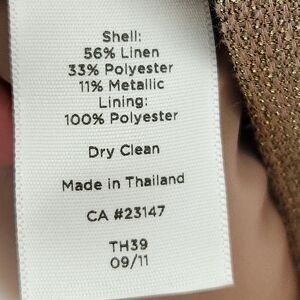 Shell:
56% Linen
33% Polyester
11% Metallic
Lining:
100% Polyester
Dry Clean
Made in Thailand
CA #23147
TH39
09/11